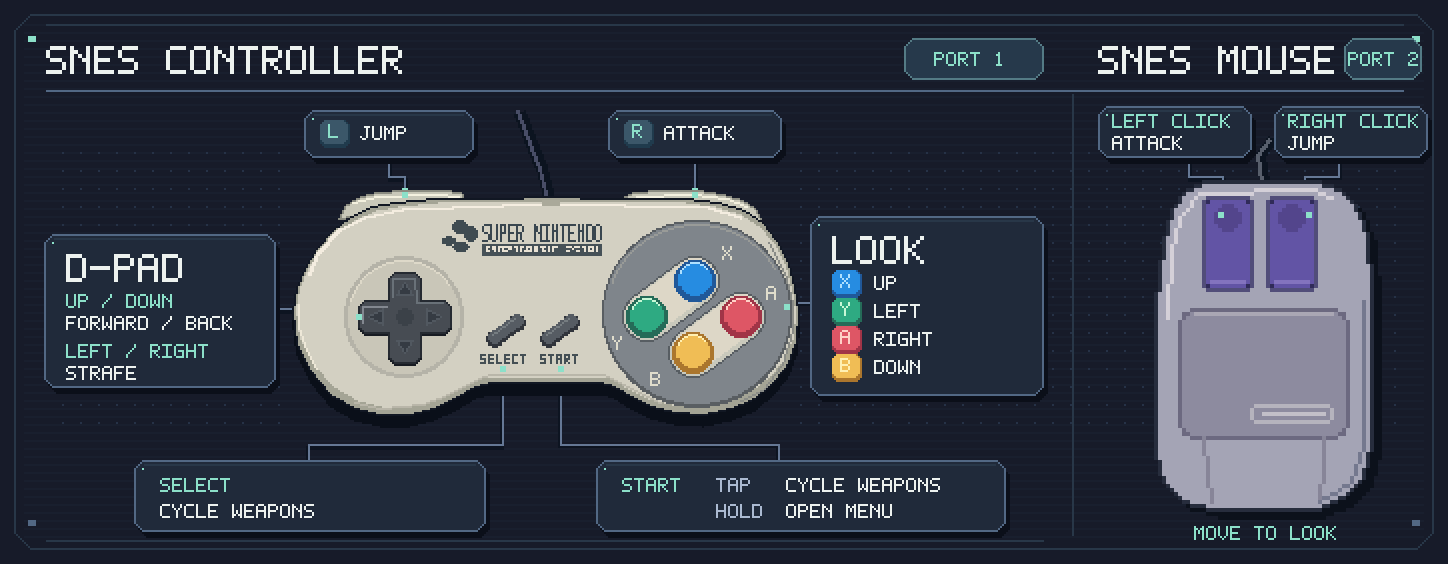 SNES CONTROLLER
PORT 1
SNES MOUSE
PORT 2
L JUMP
R ATTACK
LEFT CLICK
ATTACK
RIGHT CLICK
JUMP
D-PAD
UP / DOWN
FORWARD / BACK
LEFT / RIGHT
STRAFE
SUPER NINTENDO
SELECT START
X
A
Y
B
LOOK
X UP
Y LEFT
A RIGHT
B DOWN
SELECT
CYCLE WEAPONS
START TAP CYCLE WEAPONS
HOLD OPEN MENU
MOVE TO LOOK